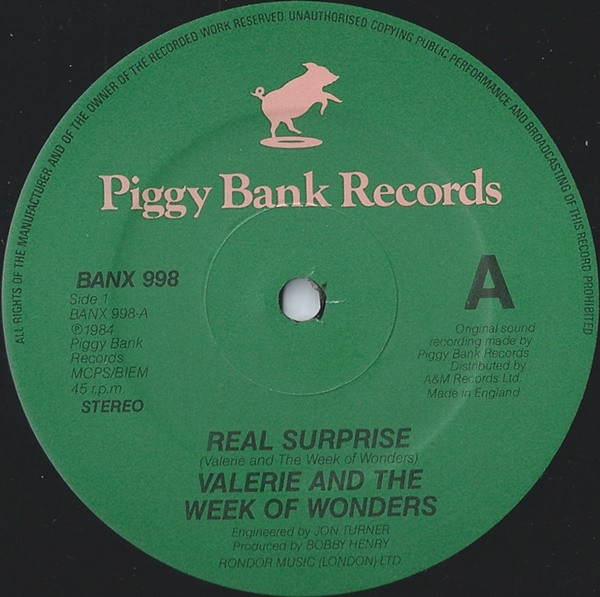 ALL RIGHTS OF THE MANUFACTURER AND OF THE OWNER OF THE RECORDED WORK RESERVED. UNAUTHORISED COPYING PUBLIC PERFORMANCE AND BROADCASTING OF THIS RECORD PROHIBITED
Piggy Bank Records
BANX 998
Side 1
BANX 998-A
℗1984
Piggy Bank
Records
MCPS/BIEM
45 r.p.m.
STEREO
A
Original sound
recording made by
Piggy Bank Records
Distributed by
A&M Records Ltd.
Made in England
REAL SURPRISE
(Valerie and The Week of Wonders)
VALERIE AND THE
WEEK OF WONDERS
Engineered by JON TURNER
Produced by BOBBY HENRY
RONDOR MUSIC (LONDON) LTD